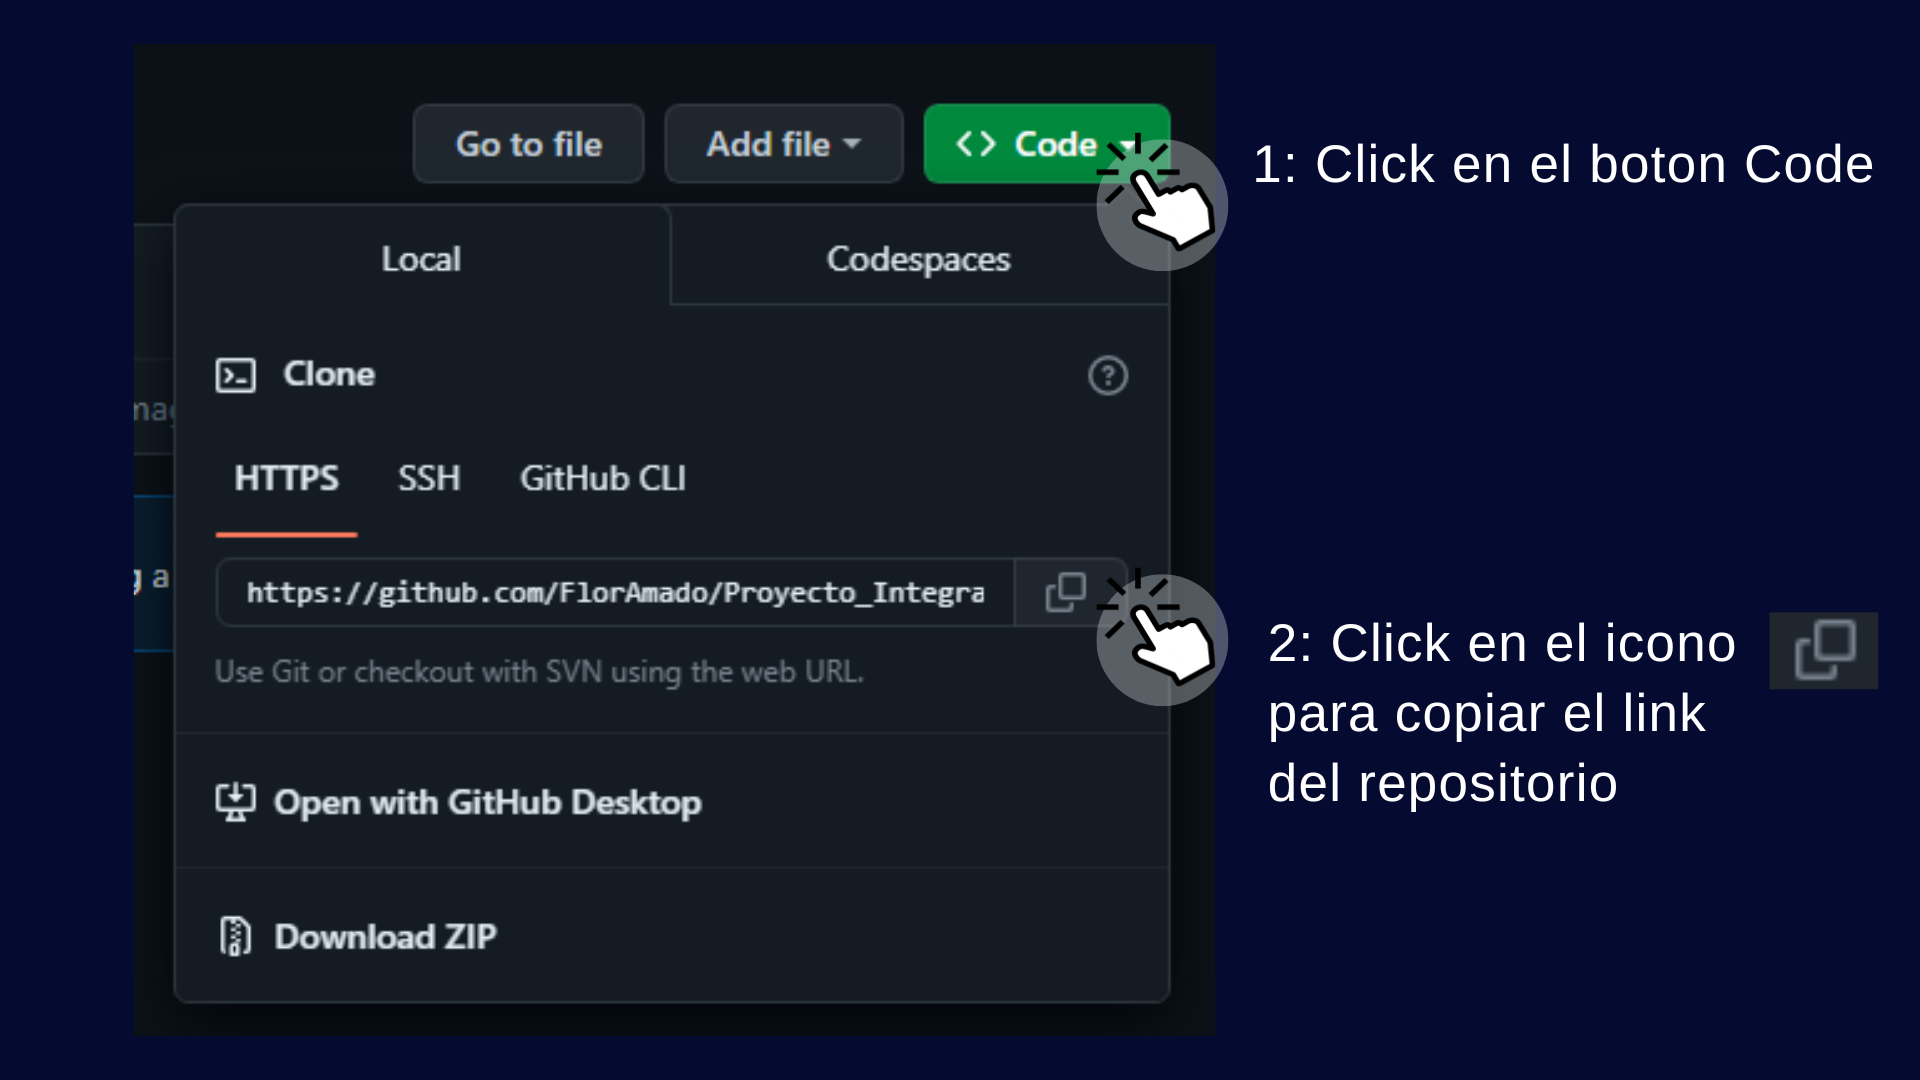 Go to file
Add file
<> Code
1: Click en el boton Code
Local
Codespaces
Clone
HTTPS
SSH
GitHub CLI
https://github.com/FlorAmado/Proyecto_Integra
Use Git or checkout with SVN using the web URL.
2: Click en el icono
para copiar el link
del repositorio
Open with GitHub Desktop
Download ZIP